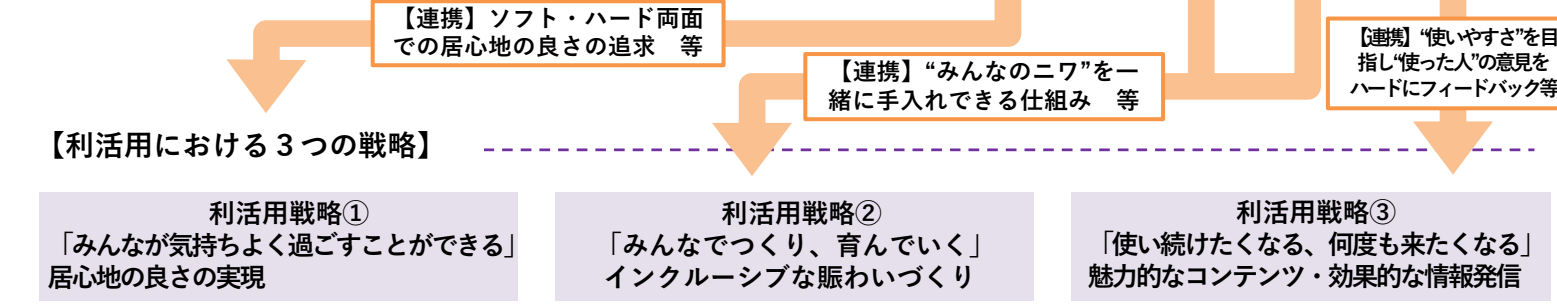 【連携】ソフト・ハード両面
での居心地の良さの追求　等
【連携】“みんなのニワ”を一
緒に手入れできる仕組み　等
【連携】“使いやすさ”を目
指し“使った人”の意見を
ハードにフィードバック等
【利活用における３つの戦略】
利活用戦略①
「みんなが気持ちよく過ごすことができる」
居心地の良さの実現
利活用戦略②
「みんなでつくり、育んでいく」
インクルーシブな賑わいづくり
利活用戦略③
「使い続けたくなる、何度も来たくなる」
魅力的なコンテンツ・効果的な情報発信